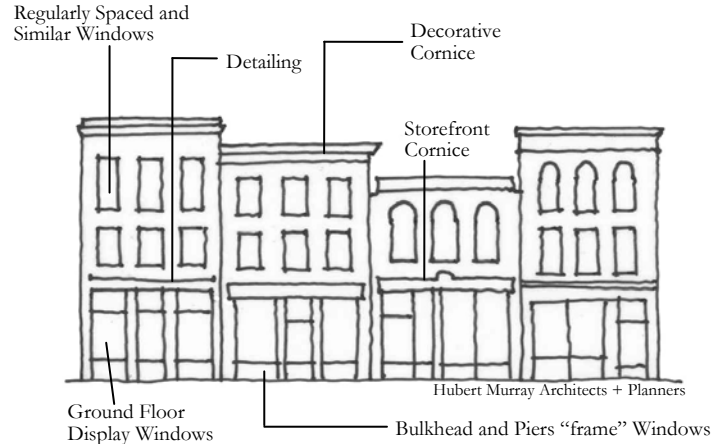 Regularly Spaced and
Similar Windows
Detailing
Decorative
Cornice
Storefront
Cornice
Hubert Murray Architects + Planners
Ground Floor
Display Windows
Bulkhead and Piers “frame” Windows